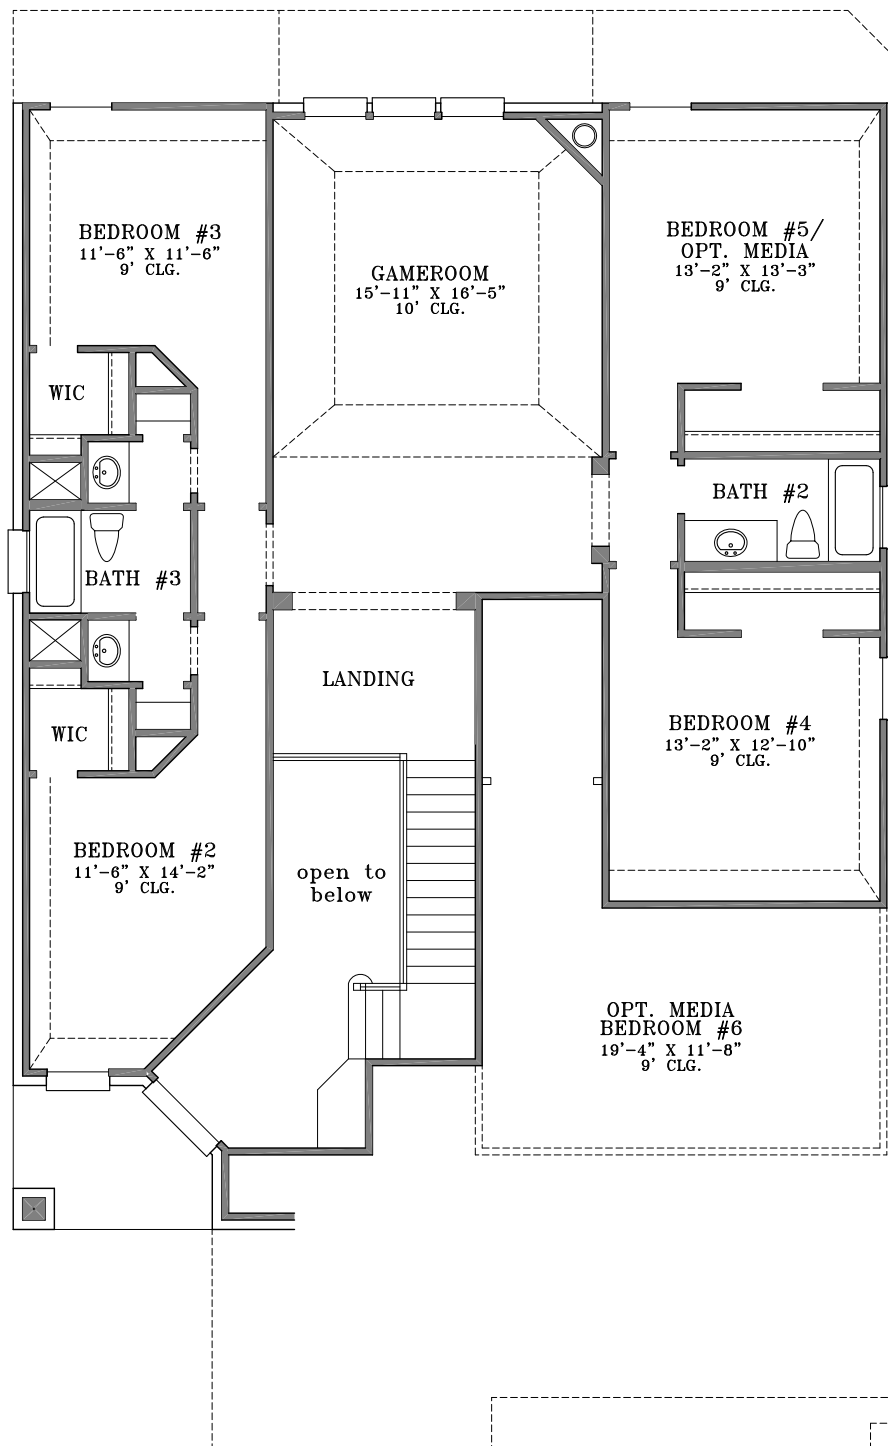 BEDROOM #3
11'-6" X 11'-6"
9' CLG.
GAMEROOM
15'-11" X 16'-5"
10' CLG.
BEDROOM #5/
OPT. MEDIA
13'-2" X 13'-3"
9' CLG.
WIC
BATH #2
BATH #3
LANDING
WIC
BEDROOM #4
13'-2" X 12'-10"
9' CLG.
BEDROOM #2
11'-6" X 14'-2"
9' CLG.
open to
below
OPT. MEDIA
BEDROOM #6
19'-4" X 11'-8"
9' CLG.